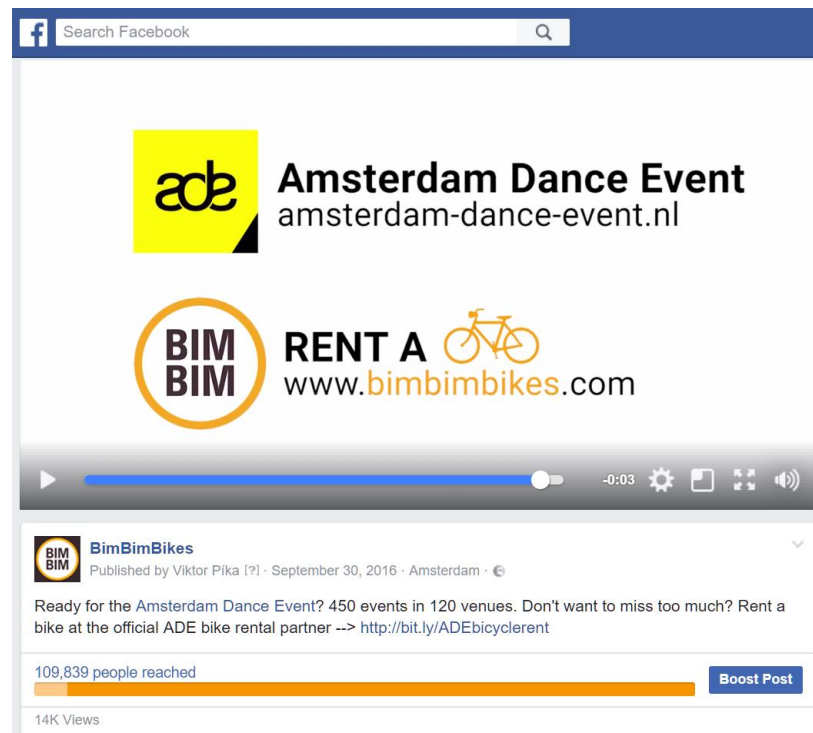 f
Search Facebook
ade
Amsterdam Dance Event
amsterdam-dance-event.nl
BIM
BIM
RENT A
www.bimbimbikes.com
-0:03
BIM
BIM
BimBimBikes
Published by Viktor Pika [?] · September 30, 2016 · Amsterdam ·
Ready for the Amsterdam Dance Event? 450 events in 120 venues. Don't want to miss too much? Rent a
bike at the official ADE bike rental partner --> http://bit.ly/ADEbicyclerent
109,839 people reached
Boost Post
14K Views